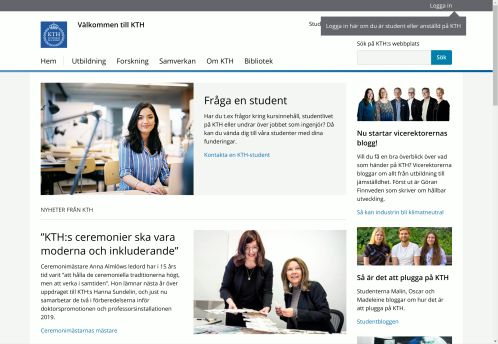 Logga in
Välkommen till KTH
Stud
Logga in här om du är student eller anställd på KTH
KTH
Sök på KTH:s webbplats
Sök
Hem
Utbildning
Forskning
Samverkan
Om KTH
Bibliotek
Fråga en student
Har du t.ex frågor kring kursinnehåll, studentlivet
på KTH eller undrar över jobbet som ingenjör? Då
kan du vända dig till våra studenter med dina
funderingar.
Kontakta en KTH-student
Nu startar vicerektorernas
blogg!
Vill du få en bra överblick över vad
som händer på KTH? Vicerektorerna
bloggar om allt från utbildning till
jämställdhet. Först ut är Göran
Finnveden som skriver om hållbar
utveckling.
Så kan industrin bli klimatneutral
NYHETER FRÅN KTH
"KTH:s ceremonier ska vara
moderna och inkluderande"
Ceremonimästare Anna Almlöws ledord har i 15 års
tid varit "att hålla de ceremoniella traditionerna högt,
men att verka i samtiden". Hon lämnar nästa år över
uppdraget till KTH:s Hanna Sundelin, och just nu
samarbetar de två i förberedelserna inför
doktorspromotionen och professorsinstallationen
2019.
Ceremonimästarnas mästare
Så är det att plugga på KTH
Studenterna Malin, Oscar och
Madeleine bloggar om hur det är
att plugga på KTH.
Studentbloggen